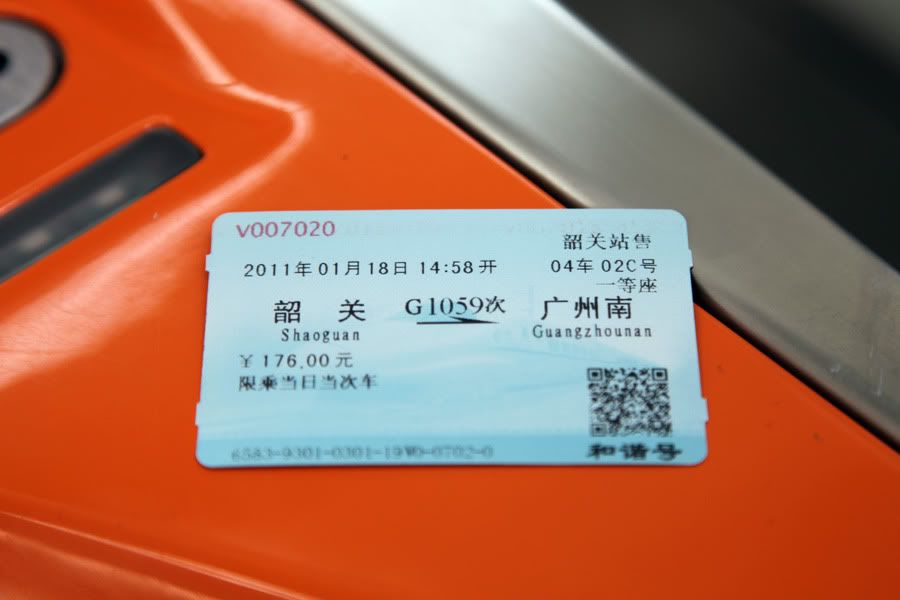 V007020
韶关站售
2011年01月18日 14:58开
04车 02C号
一等座
韶关 G1059次 广州南
Shaoguan Guangzhounan
¥176.00元
限乘当日当次车
和谐号